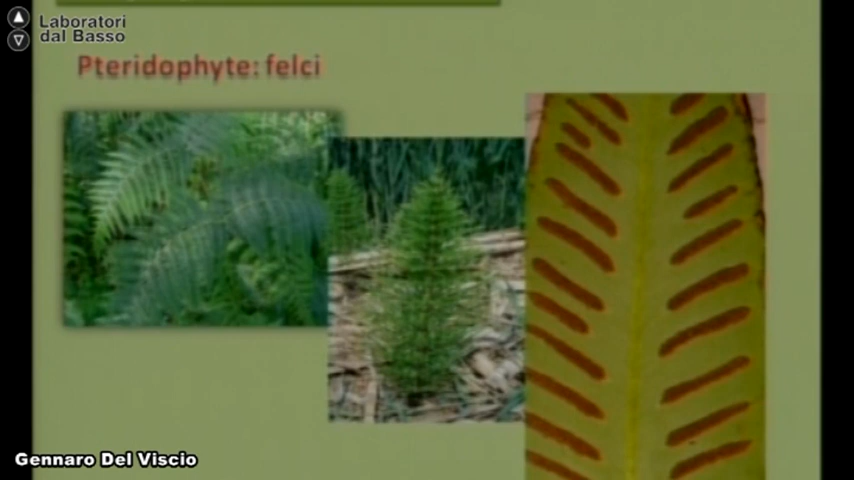 Laboratori
dal Basso
Pteridophyte: felci
Gennaro Del Viscio